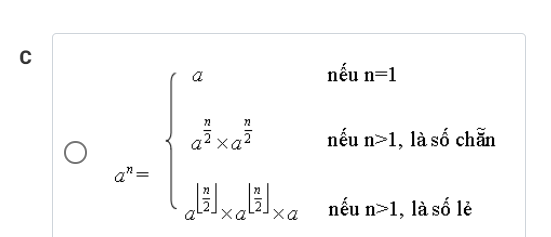 C
a nếu n=1
a^{n/2} × a^{n/2} nếu n>1, là số chẵn
a^n =
a^{⌊n/2⌋} × a^{⌊n/2⌋} × a nếu n>1, là số lẻ